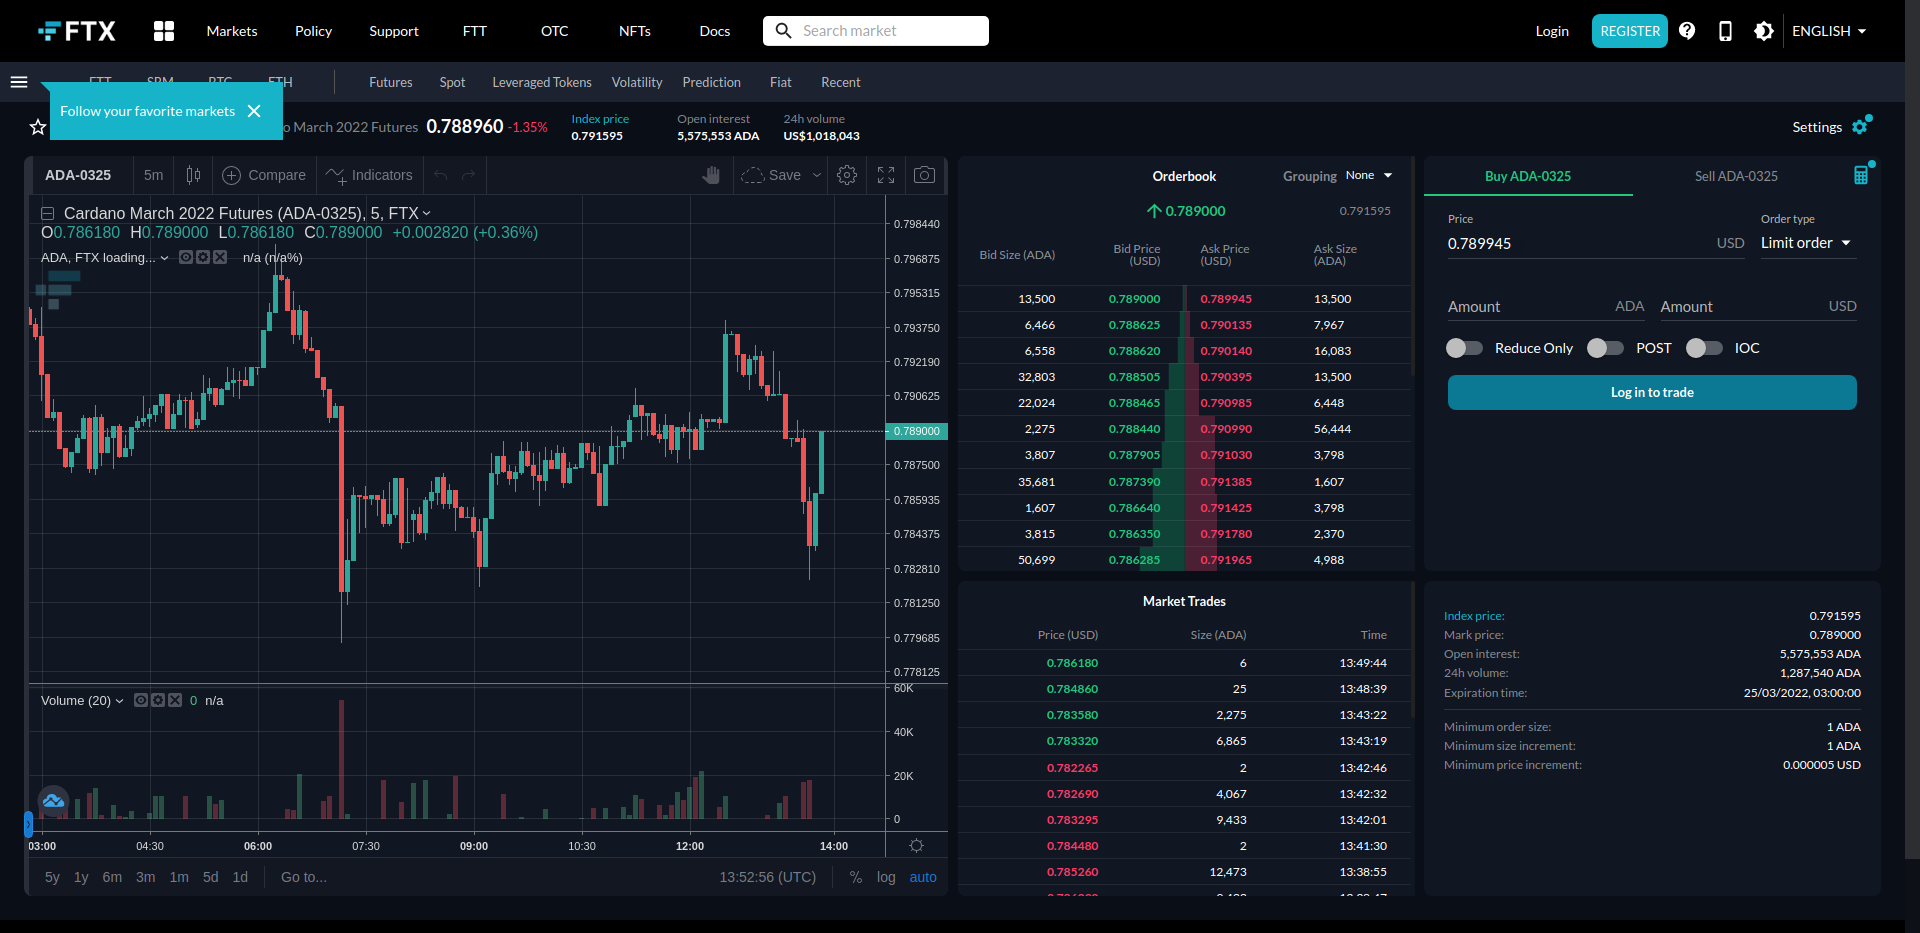 FTX
Markets
Policy
Support
FTT
OTC
NFTs
Docs
Search market
Login
REGISTER
ENGLISH
FTT
SRM
BTC
ETH
Futures
Spot
Leveraged Tokens
Volatility
Prediction
Fiat
Recent
Follow your favorite markets
o March 2022 Futures
0.788960 -1.35%
Index price
0.791595
Open interest
5,575,553 ADA
24h volume
US$1,018,043
Settings
ADA-0325
5m
Compare
Indicators
Save
Cardano March 2022 Futures (ADA-0325), 5, FTX
O0.786180 H0.789000 L0.786180 C0.789000 +0.002820 (+0.36%)
ADA, FTX loading... n/a (n/a%)
0.798440
0.796875
0.795315
0.793750
0.792190
0.790625
0.789000
0.787500
0.785935
0.784375
0.782810
0.781250
0.779685
0.778125
Volume (20) 0 n/a
60K
40K
20K
0
03:00 04:30 06:00 07:30 09:00 10:30 12:00 14:00
5y 1y 6m 3m 1m 5d 1d Go to...
13:52:56 (UTC) % log auto
Orderbook
Grouping None
0.789000
0.791595
Bid Size (ADA)
Bid Price
(USD)
Ask Price
(USD)
Ask Size
(ADA)
13,500 0.789000 0.789945 13,500
6,466 0.788625 0.790135 7,967
6,558 0.788620 0.790140 16,083
32,803 0.788505 0.790395 13,500
22,024 0.788465 0.790985 6,448
2,275 0.788440 0.790990 56,444
3,807 0.787905 0.791030 3,798
35,681 0.787390 0.791385 1,607
1,607 0.786640 0.791425 3,798
3,815 0.786350 0.791780 2,370
50,699 0.786285 0.791965 4,988
Market Trades
Price (USD) Size (ADA) Time
0.786180 6 13:49:44
0.784860 25 13:48:39
0.783580 2,275 13:43:22
0.783320 6,865 13:43:19
0.782265 2 13:42:46
0.782690 4,067 13:42:32
0.783295 9,433 13:42:01
0.784480 2 13:41:30
0.785260 12,473 13:38:55
Buy ADA-0325
Sell ADA-0325
Price
0.789945 USD
Order type
Limit order
Amount ADA
Amount USD
Reduce Only
POST
IOC
Log in to trade
Index price: 0.791595
Mark price: 0.789000
Open interest: 5,575,553 ADA
24h volume: 1,287,540 ADA
Expiration time: 25/03/2022, 03:00:00
Minimum order size: 1 ADA
Minimum size increment: 1 ADA
Minimum price increment: 0.000005 USD